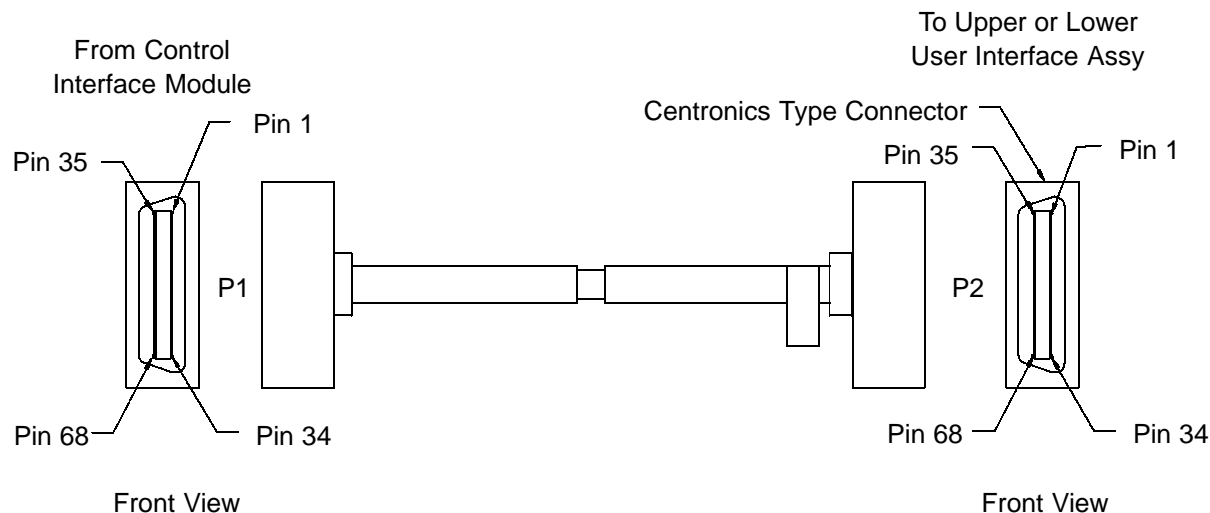 From Control
Interface Module
Pin 1
Pin 35
P1
Pin 68
Pin 34
Front View
To Upper or Lower
User Interface Assy
Centronics Type Connector
Pin 35
Pin 1
P2
Pin 68
Pin 34
Front View